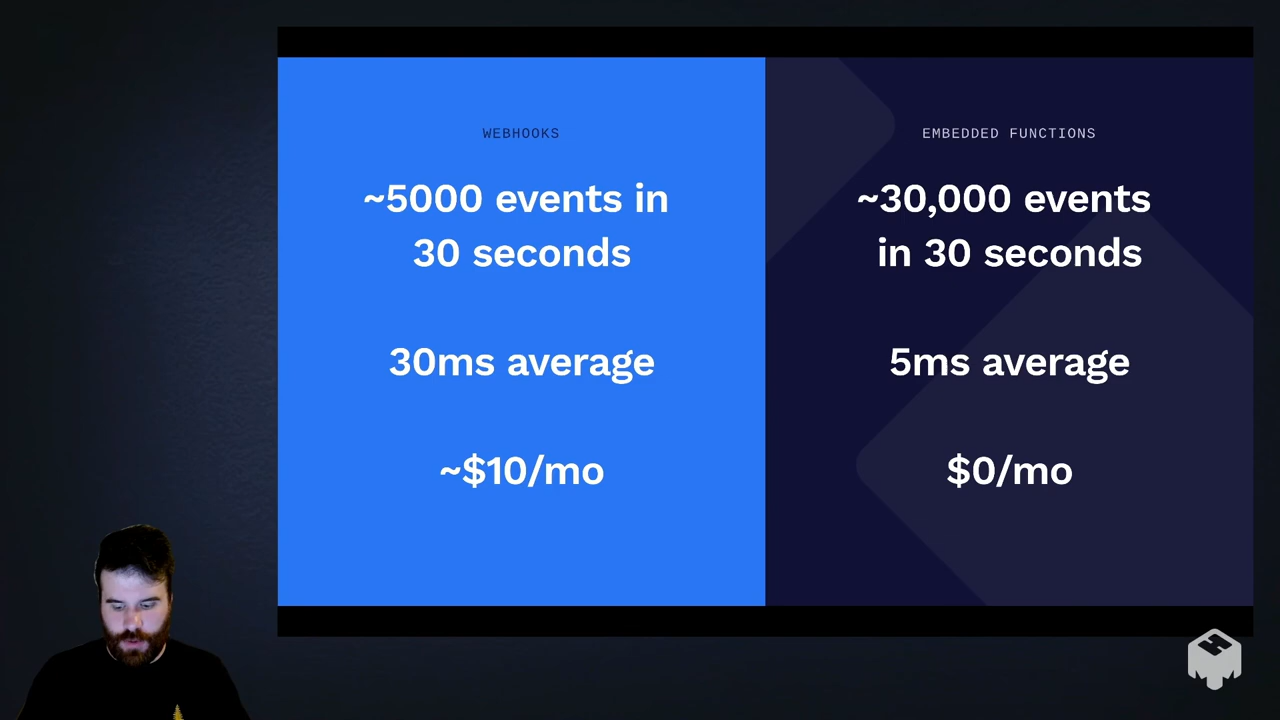 WEBHOOKS
~5000 events in
30 seconds
30ms average
~$10/mo
EMBEDDED FUNCTIONS
~30,000 events
in 30 seconds
5ms average
$0/mo